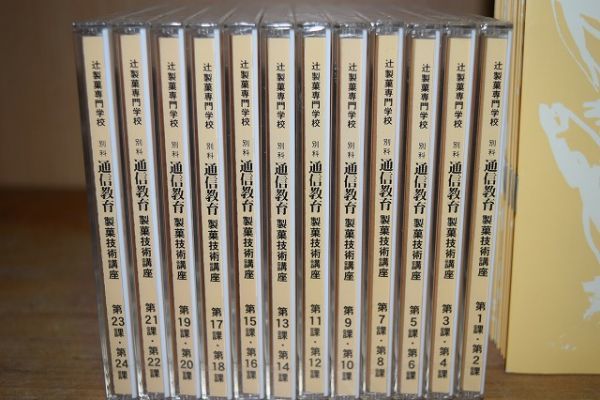 辻製菓専門学校 別科 通信教育 製菓技術講座 第23課・第24課
辻製菓専門学校 別科 通信教育 製菓技術講座 第21課・第22課
辻製菓専門学校 別科 通信教育 製菓技術講座 第19課・第20課
辻製菓専門学校 別科 通信教育 製菓技術講座 第17課・第18課
辻製菓専門学校 別科 通信教育 製菓技術講座 第15課・第16課
辻製菓専門学校 別科 通信教育 製菓技術講座 第13課・第14課
辻製菓専門学校 別科 通信教育 製菓技術講座 第11課・第12課
辻製菓専門学校 別科 通信教育 製菓技術講座 第9課・第10課
辻製菓専門学校 別科 通信教育 製菓技術講座 第7課・第8課
辻製菓専門学校 別科 通信教育 製菓技術講座 第5課・第6課
辻製菓専門学校 別科 通信教育 製菓技術講座 第3課・第4課
辻製菓専門学校 別科 通信教育 製菓技術講座 第1課・第2課